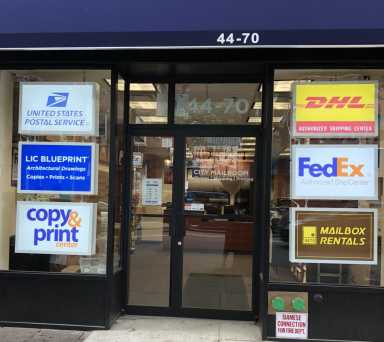 44-70
44-70
UNITED STATES
POSTAL SERVICE
LIC BLUEPRINT
Architectural Drawings
Copies • Prints • Scans
copy&
print
center
CITY MAILROOM
DHL
AUTHORIZED SHIPPING CENTER
FedEx
Authorized ShipCenter
MAILBOX
RENTALS
SIAMESE
CONNECTION
FOR FIRE DEPT.